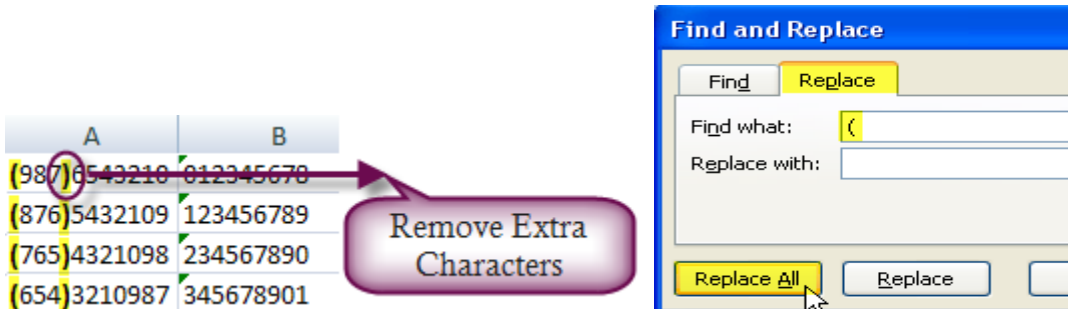 A B
(987)6543210 012345678
(876)5432109 123456789
(765)4321098 234567890
(654)3210987 345678901
Remove Extra
Characters
Find and Replace
Find Replace
Find what: (
Replace with:
Replace All Replace